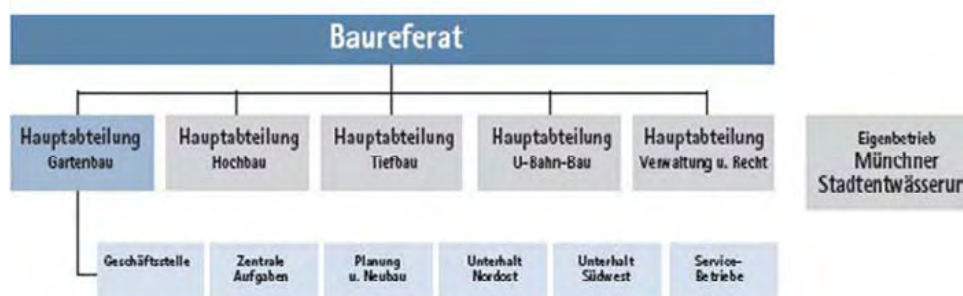 Baureferat
Hauptabteilung
Gartenbau
Hauptabteilung
Hochbau
Hauptabteilung
Tiefbau
Hauptabteilung
U-Bahn-Bau
Hauptabteilung
Verwaltung u. Recht
Eigenbetrieb
Münchner
Stadtentwässerun
Geschäftsstelle
Zentrale
Aufgaben
Planung
u. Neubau
Unterhalt
Nordost
Unterhalt
Südwest
Service-
Betriebe